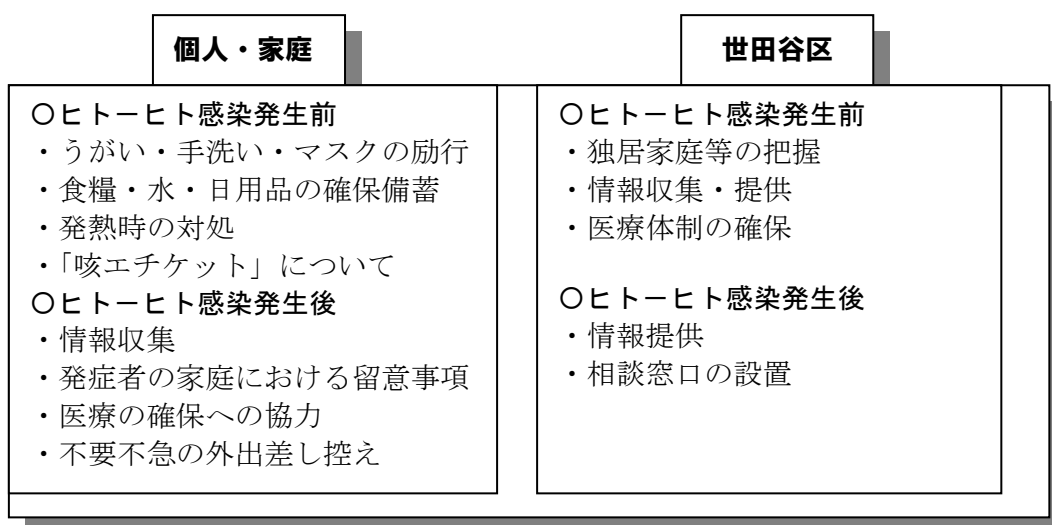 個人・家庭
〇ヒトーヒト感染発生前
・うがい・手洗い・マスクの励行
・食糧・水・日用品の確保備蓄
・発熱時の対処
・「咳エチケット」について
〇ヒトーヒト感染発生後
・情報収集
・発症者の家庭における留意事項
・医療の確保への協力
・不要不急の外出差し控え
世田谷区
〇ヒトーヒト感染発生前
・独居家庭等の把握
・情報収集・提供
・医療体制の確保
〇ヒトーヒト感染発生後
・情報提供
・相談窓口の設置